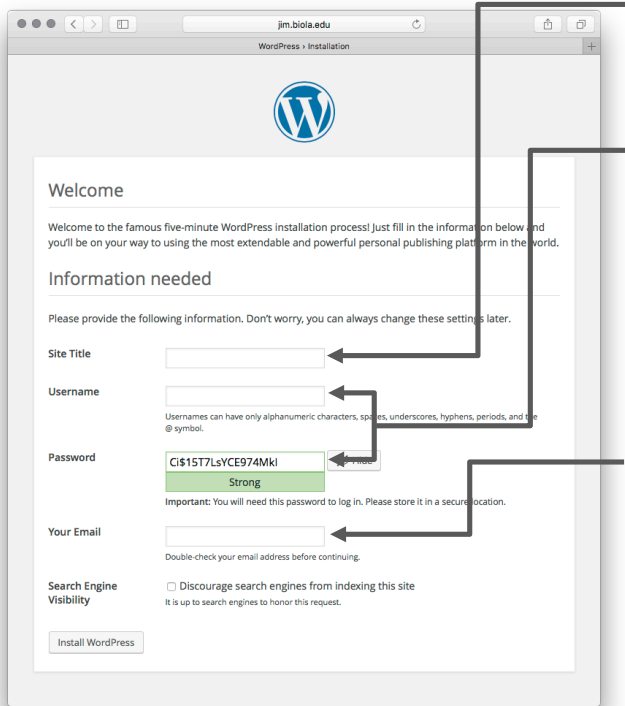 jim.biola.edu
WordPress › Installation
Welcome
Welcome to the famous five-minute WordPress installation process! Just fill in the information below and
you'll be on your way to using the most extendable and powerful personal publishing platform in the world.
Information needed
Please provide the following information. Don't worry, you can always change these settings later.
Site Title
Username
Usernames can have only alphanumeric characters, spaces, underscores, hyphens, periods, and the
@ symbol.
Password
Hide
Strong
Important: You will need this password to log in. Please store it in a secure location.
Your Email
Double-check your email address before continuing.
Search Engine
Visibility
Discourage search engines from indexing this site
It is up to search engines to honor this request.
Install WordPress